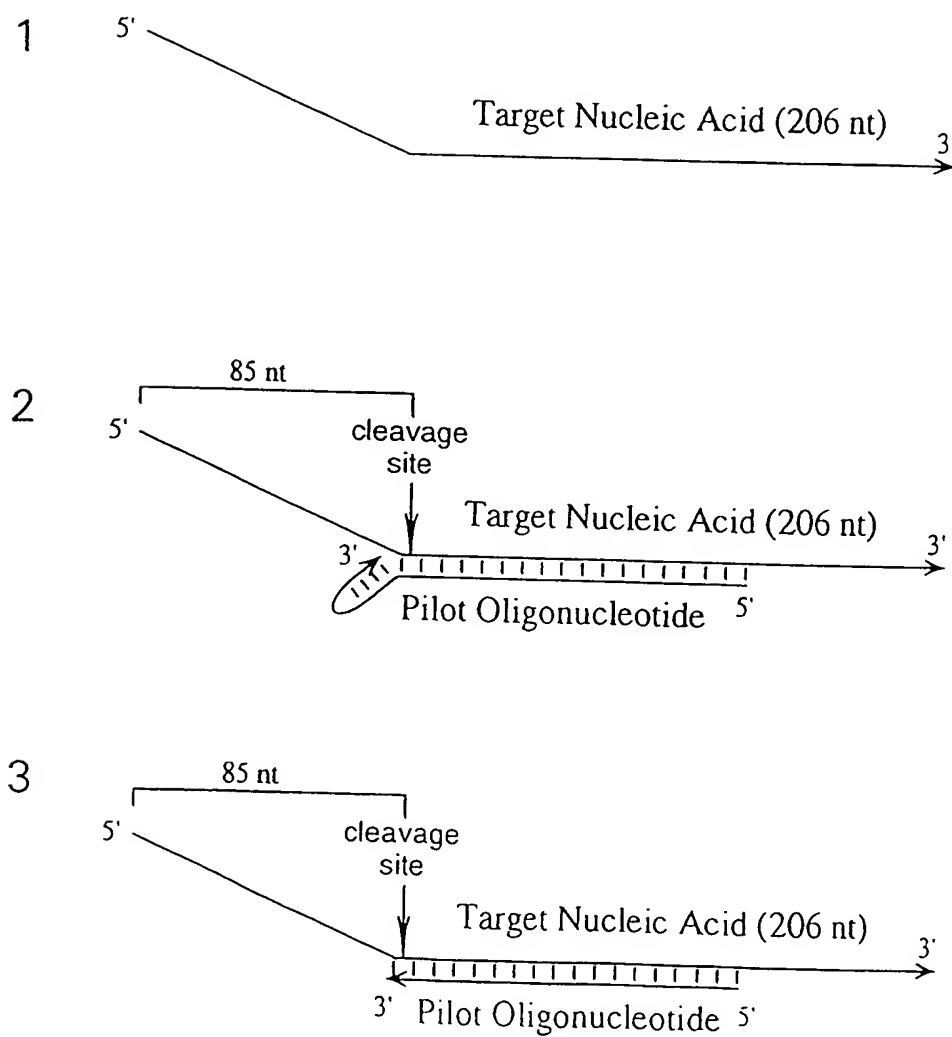 1
5'
Target Nucleic Acid (206 nt)
3
2
85 nt
5'
cleavage
site
Target Nucleic Acid (206 nt)
3'
3'
Pilot Oligonucleotide
5'
3
85 nt
5'
cleavage
site
Target Nucleic Acid (206 nt)
3'
3' Pilot Oligonucleotide 5'